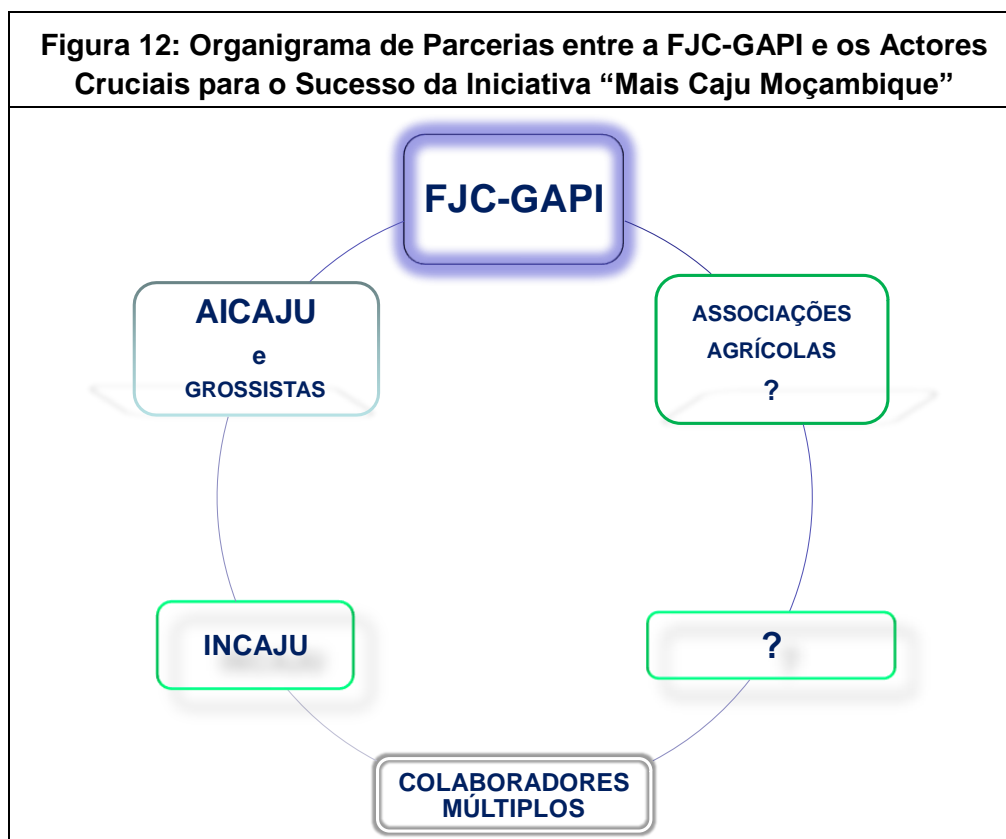 Figura 12: Organigrama de Parcerias entre a FJC-GAPI e os Actores
Cruciais para o Sucesso da Iniciativa “Mais Caju Moçambique”
FJC-GAPI
AICAJU
e
GROSSISTAS
ASSOCIAÇÕES
AGRÍCOLAS
?
INCAJU
?
COLABORADORES
MÚLTIPLOS